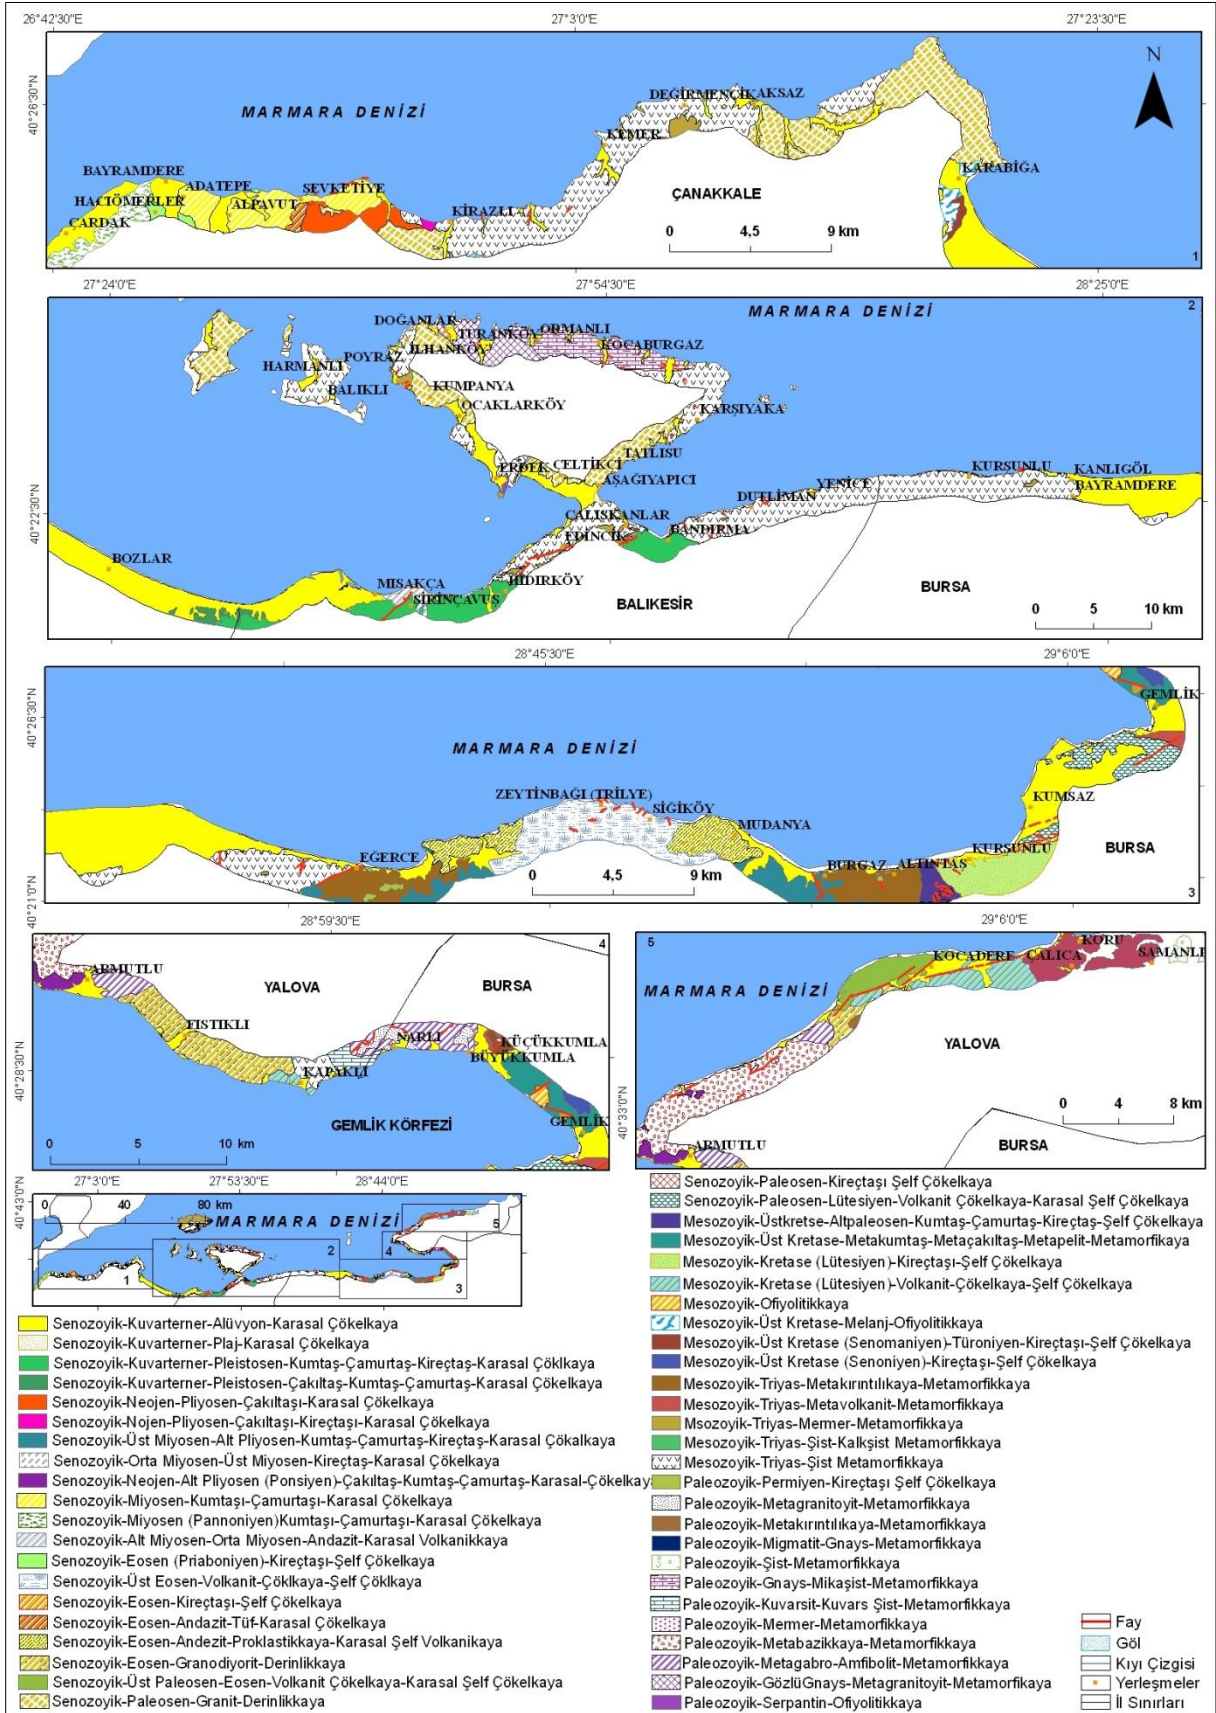 26°42'30"E 27°3'0"E 27°23'30"E
40°26'30"N
N
MARMARA DENİZİ
DEĞİRMENCİK AKSAZ
KEMER
BAYRAMDERE
ADATEPE
ŞEVKETİYE
KARABİĞA
HACIÖMERLER
ALPAVUT
KİRAZLI
ÇANAKKALE
ÇARDAK
0 4,5 9 km
1
27°24'0"E 27°54'30"E 28°25'0"E
2
MARMARA DENİZİ
DOĞANLAR
TURANKÖY ORMANLI
İLHANKÖY KOCABURGAZ
POYRAZ
HARMANLI
BALIKLI
KUMPANYA
OCAKLARKÖY
KARŞIYAKA
TATLISU
ERDEK ÇELTİKÇİ
AŞAĞIYAPICI
KURSUNLU KANLIGÖL
YENİCE BAYRAMDERE
DUTLİMAN
40°22'30"N
ÇALISKANLAR
EDİNCİK BANDIRMA
BOZLAR
MISAKÇA
HIDIRKÖY
ŞİRİNÇAVUŞ
BALIKESİR
BURSA
0 5 10 km
28°45'30"E 29°6'0"E
40°26'30"N
GEMLİK
MARMARA DENİZİ
ZEYTİNBAĞI (TRİLYE)
SİĞİKÖY
KUMSAZ
MUDANYA
EĞERCE
KURSUNLU
BURGAZ ALTINTAŞ
BURSA
0 4,5 9 km
40°21'0"N
3
28°59'30"E 29°6'0"E
4
ARMUTLU
YALOVA
BURSA
FISTIKLI
NARLI
KÜÇÜKKUMLA
BÜYÜKKUMLA
KAPAKLI
40°28'30"N
GEMLİK KÖRFEZİ
GEMLİK
0 5 10 km
5
KORU
KOCADERE ÇALICA SAMANLI
MARMARA DENİZİ
YALOVA
40°33'0"N
0 4 8 km
ARMUTLU
BURSA
27°3'0"E 27°53'30"E 28°44'0"E
40°43'0"N
0 40 80 km
MARMARA DENİZİ
5
2 4
1 3
Senozoyik-Kuvarterner-Alüvyon-Karasal Çökelkaya
Senozoyik-Kuvarterner-Plaj-Karasal Çökelkaya
Senozoyik-Kuvarterner-Pleistosen-Kumtaş-Çamurtaş-Kireçtaş-Karasal Çöklkaya
Senozoyik-Kuvarterner-Pleistosen-Çakıltaş-Kumtaş-Çamurtaş-Karasal Çökelkaya
Senozoyik-Neojen-Pliyosen-Çakıltaşı-Karasal Çökelkaya
Senozoyik-Nojen-Pliyosen-Çakıltaşı-Kireçtaşı-Karasal Çökelkaya
Senozoyik-Üst Miyosen-Alt Pliyosen-Kumtaş-Çamurtaş-Kireçtaş-Karasal Çökalkaya
Senozoyik-Orta Miyosen-Üst Miyosen-Kireçtaş-Karasal Çökelkaya
Senozoyik-Neojen-Alt Pliyosen (Ponsiyen)-Çakıltaş-Kumtaş-Çamurtaş-Karasal-Çökelkaya
Senozoyik-Miyosen-Kumtaşı-Çamurtaşı-Karasal Çökelkaya
Senozoyik-Miyosen (Pannoniyen)Kumtaşı-Çamurtaşı-Karasal Çökelkaya
Senozoyik-Alt Miyosen-Orta Miyosen-Andazit-Karasal Volkanikkaya
Senozoyik-Eosen (Priaboniyen)-Kireçtaşı-Şelf Çökelkaya
Senozoyik-Üst Eosen-Volkanit-Çöklkaya-Şelf Çöklkaya
Senozoyik-Eosen-Kireçtaşı-Şelf Çökelkaya
Senozoyik-Eosen-Andazit-Tüf-Karasal Çökelkaya
Senozoyik-Eosen-Andezit-Proklastikkaya-Karasal Şelf Volkanikaya
Senozoyik-Eosen-Granodiyorit-Derinlikkaya
Senozoyik-Üst Paleosen-Eosen-Volkanit Çökelkaya-Karasal Şelf Çökelkaya
Senozoyik-Paleosen-Granit-Derinlikkaya
Senozoyik-Paleosen-Kireçtaşı Şelf Çökelkaya
Senozoyik-Paleosen-Lütesiyen-Volkanit Çökelkaya-Karasal Şelf Çökelkaya
Mesozoyik-Üstkretse-Altpaleosen-Kumtaş-Çamurtaş-Kireçtaş-Şelf Çökelkaya
Mesozoyik-Üst Kretase-Metakumtaş-Metaçakıltaş-Metapelit-Metamorfikaya
Mesozoyik-Kretase (Lütesiyen)-Kireçtaşı-Şelf Çökelkaya
Mesozoyik-Kretase (Lütesiyen)-Volkanit-Çökelkaya-Şelf Çökelkaya
Mesozoyik-Ofiyolitikkaya
Mesozoyik-Üst Kretase-Melanj-Ofiyolitikkaya
Mesozoyik-Üst Kretase (Senomaniyen)-Türoniyen-Kireçtaşı-Şelf Çökelkaya
Mesozoyik-Üst Kretase (Senoniyen)-Kireçtaşı-Şelf Çökelkaya
Mesozoyik-Triyas-Metakırıntılıkaya-Metamorfikkaya
Mesozoyik-Triyas-Metavolkanit-Metamorfikkaya
Msozoyik-Triyas-Mermer-Metamorfikkaya
Mesozoyik-Triyas-Şist-Kalkşist Metamorfikkaya
Mesozoyik-Triyas-Şist Metamorfikkaya
Paleozoyik-Permiyen-Kireçtaşı Şelf Çökelkaya
Paleozoyik-Metagranitoyit-Metamorfikkaya
Paleozoyik-Metakırıntılıkaya-Metamorfikkaya
Paleozoyik-Migmatit-Gnays-Metamorfikkaya
Paleozoyik-Şist-Metamorfikkaya
Paleozoyik-Gnays-Mikaşist-Metamorfikkaya
Paleozoyik-Kuvarsit-Kuvars Şist-Metamorfikkaya
Paleozoyik-Mermer-Metamorfikkaya
Paleozoyik-Metabazikkaya-Metamorfikkaya
Paleozoyik-Metagabro-Amfibolit-Metamorfikkaya
Paleozoyik-GözlüGnays-Metagranitoyit-Metamorfikaya
Paleozoyik-Serpantin-Ofiyolitikkaya
Fay
Göl
Kıyı Çizgisi
Yerleşmeler
İl Sınırları